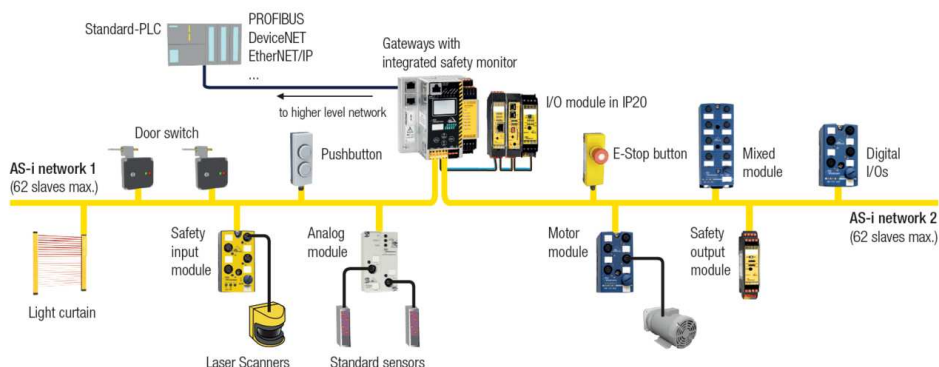 Standard-PLC
PROFIBUS
DeviceNET
EtherNET/IP
...
Gateways with
integrated safety monitor
to higher level network
I/O module in IP20
Door switch
Pushbutton
E-Stop button
Mixed
module
Digital
I/Os
AS-i network 1
(62 slaves max.)
AS-i network 2
(62 slaves max.)
Safety
input
module
Analog
module
Motor
module
Safety
output
module
Light curtain
Laser Scanners
Standard sensors